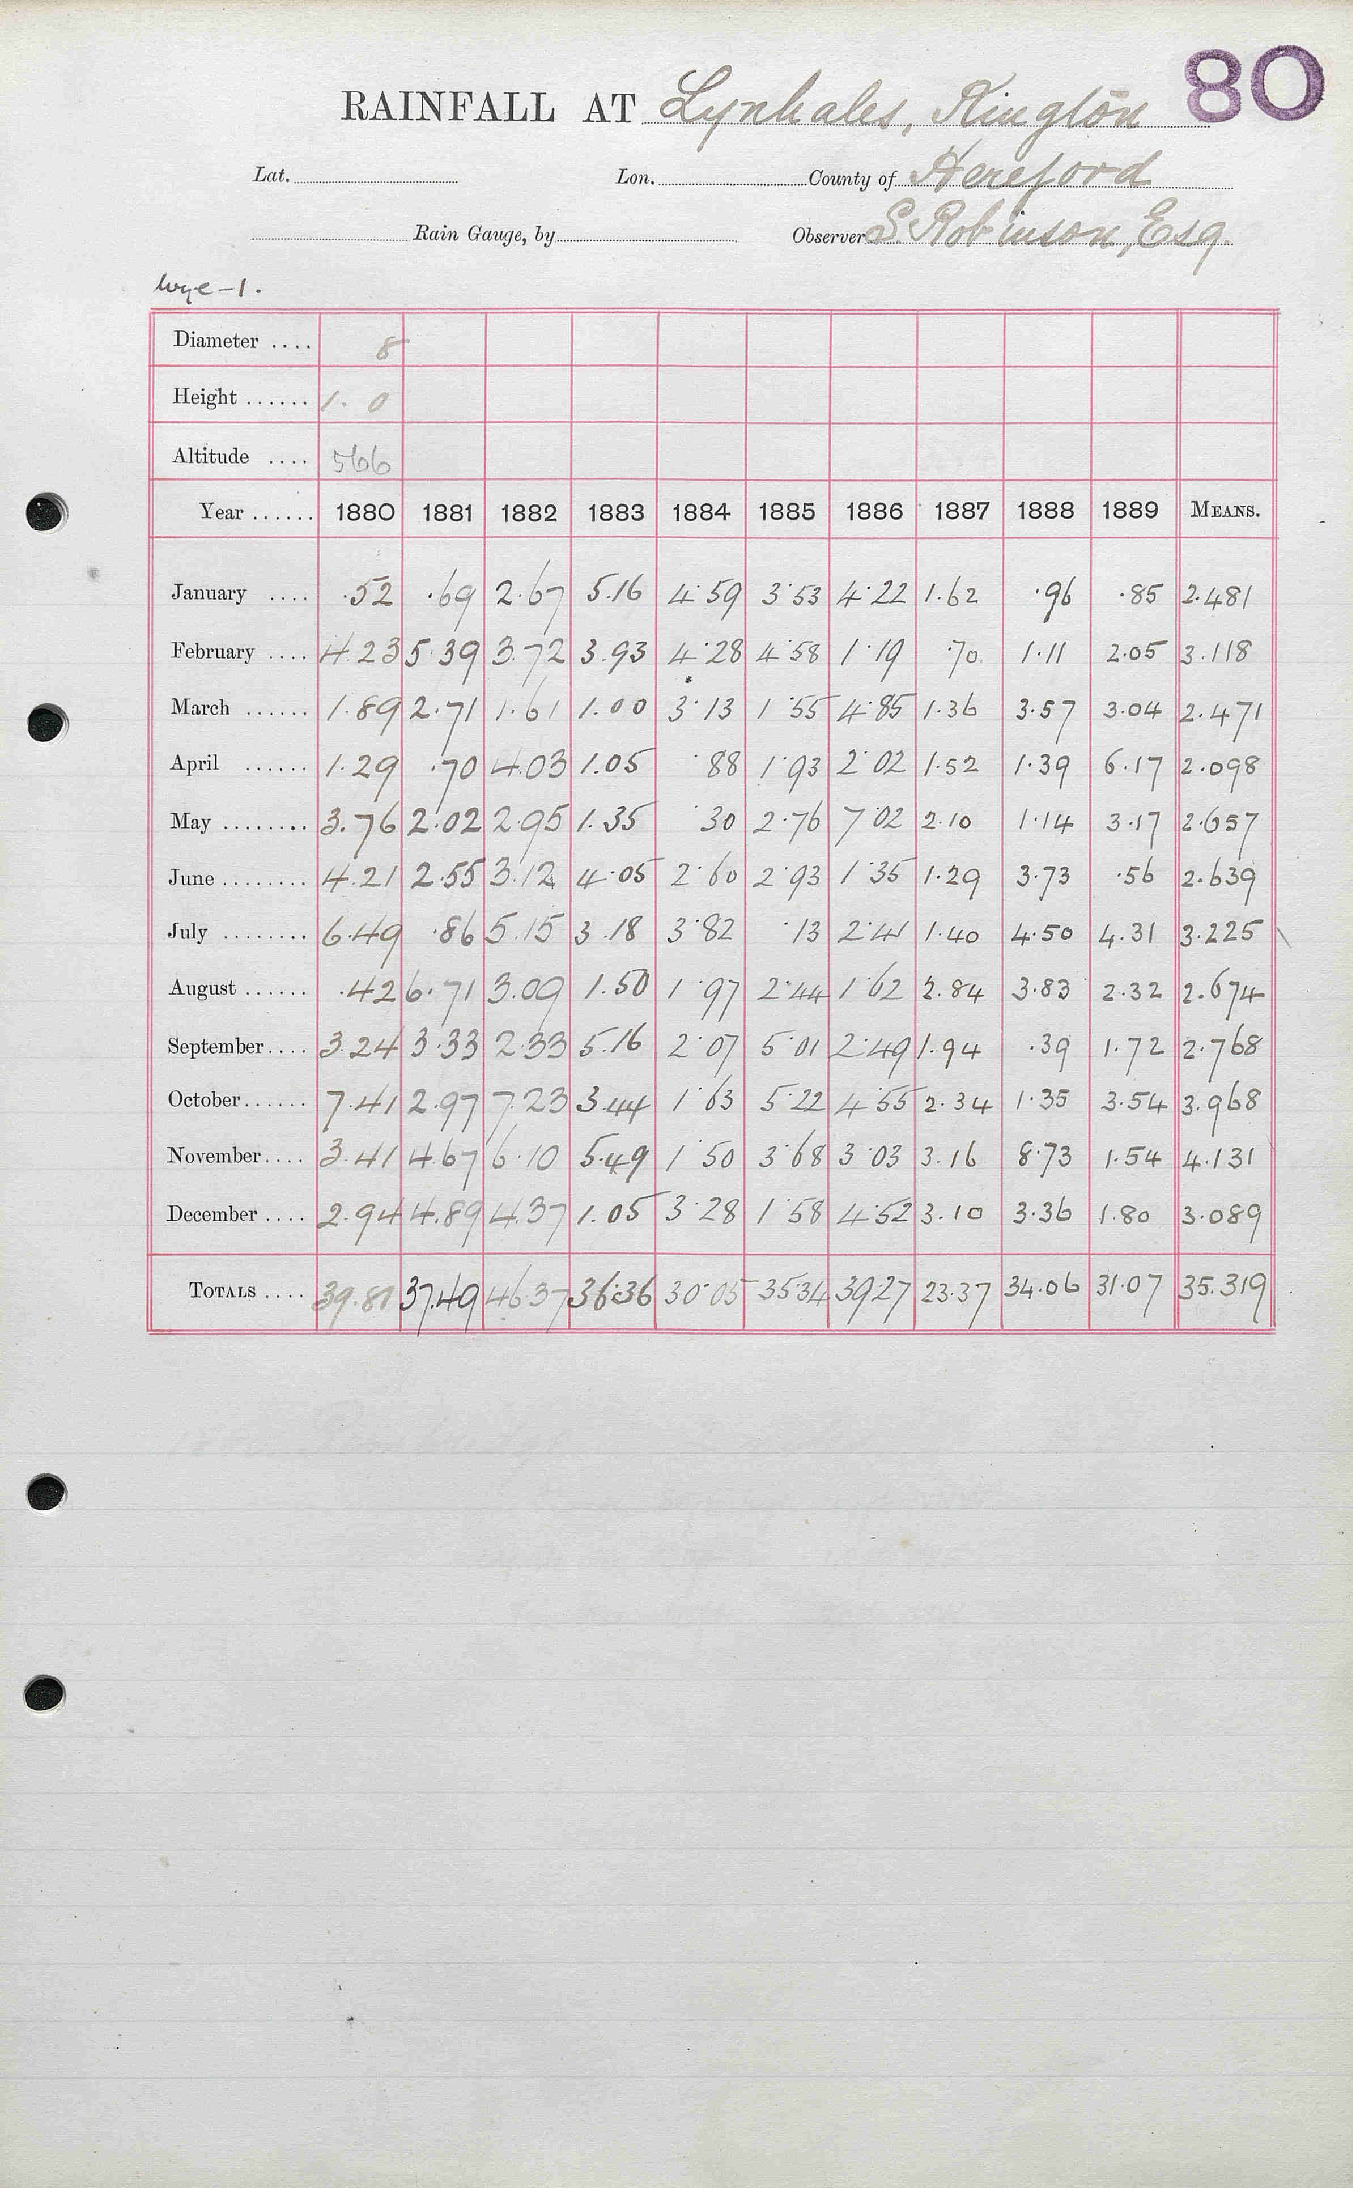 80
RAINFALL AT Lynhales, Kington
Lat. Lon. County of Hereford
Rain Gauge, by Observer S. Robinson, Esq.
Wye - 1.
Diameter .... 8
Height ...... 1. 0
Altitude .... 566
Year ...... 1880 1881 1882 1883 1884 1885 1886 1887 1888 1889 MEANS.
January .... .52 .69 2.67 5.16 4.59 3.53 4.22 1.62 .96 .85 2.481
February .... 4.23 5.39 3.72 3.93 4.28 4.58 1.19 .70 1.11 2.05 3.118
March ...... 1.89 2.71 1.61 1.00 3.13 1.55 4.85 1.36 3.57 3.04 2.471
April ...... 1.29 .70 4.03 1.05 .88 1.93 2.02 1.52 1.39 6.17 2.098
May ........ 3.76 2.02 2.95 1.35 .30 2.76 7.02 2.10 1.14 3.17 2.657
June ........ 4.21 2.55 3.12 4.05 2.60 2.93 1.35 1.29 3.73 .56 2.639
July ........ 6.49 .86 5.15 3.18 3.82 .13 2.41 1.40 4.50 4.31 3.225
August ...... .42 6.71 3.09 1.50 1.97 2.44 1.62 2.84 3.83 2.32 2.674
September.... 3.24 3.33 2.33 5.16 2.07 5.01 2.49 1.94 .39 1.72 2.768
October...... 7.41 2.97 7.23 3.44 1.63 5.22 4.55 2.34 1.35 3.54 3.968
November.... 3.41 4.67 6.10 5.49 1.50 3.68 3.03 3.16 8.73 1.54 4.131
December .... 2.94 4.89 4.37 1.05 3.28 1.58 4.52 3.10 3.36 1.80 3.089
TOTALS .... 39.81 37.49 46.37 36.36 30.05 35.34 39.27 23.37 34.06 31.07 35.319